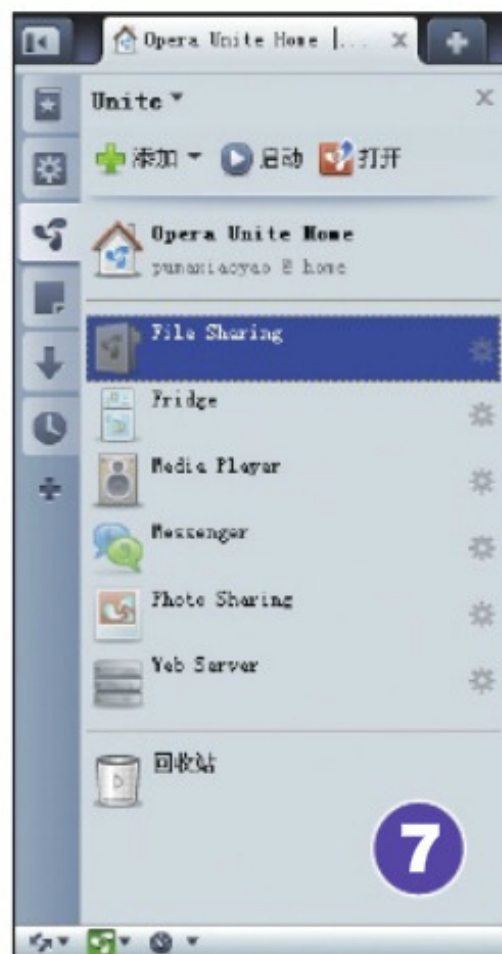 Opera Unite Home |...
Unite
添加 启动 打开
Opera Unite Home
@ home
File Sharing
Fridge
Media Player
Messenger
Photo Sharing
Web Server
回收站
7